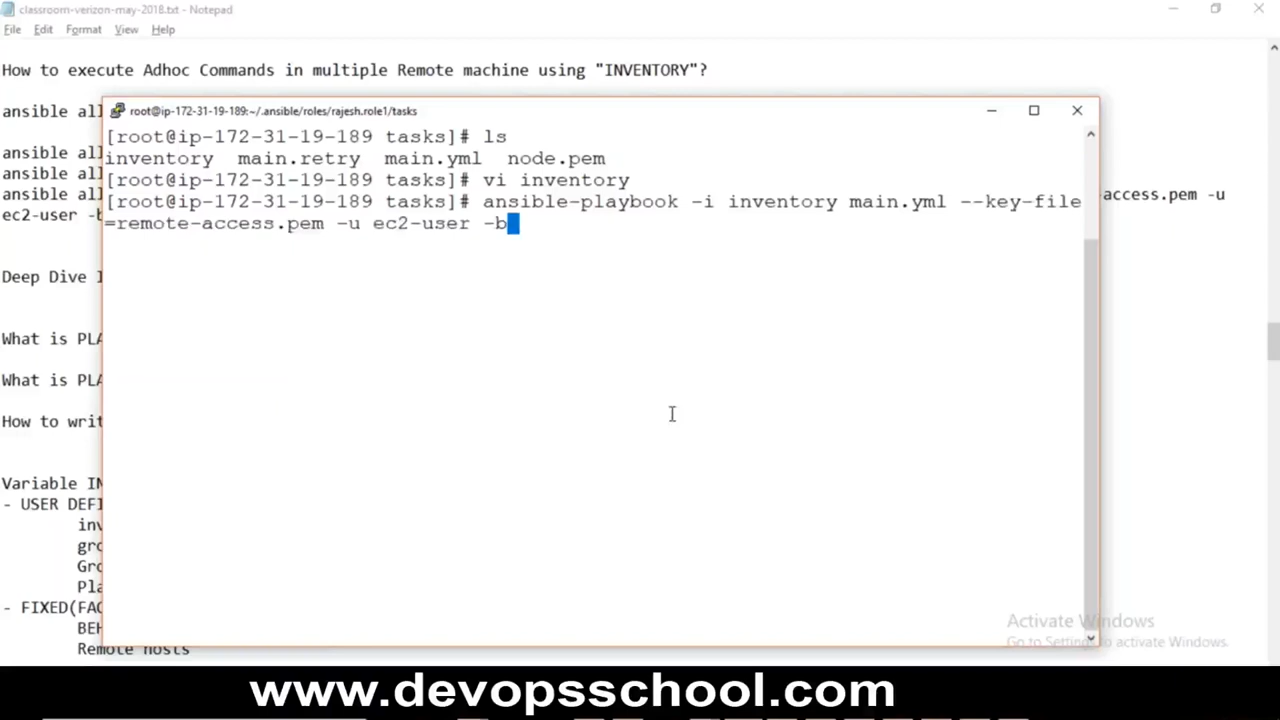 classroom-verizon-may-2018.txt - Notepad
File Edit Format View Help
How to execute Adhoc Commands in multiple Remote machine using "INVENTORY"?
ansible all
root@ip-172-31-19-189:~/.ansible/roles/rajesh.role1/tasks
[root@ip-172-31-19-189 tasks]# ls
ansible all
inventory main.retry main.yml node.pem
ansible all
[root@ip-172-31-19-189 tasks]# vi inventory
ansible all
[root@ip-172-31-19-189 tasks]# ansible-playbook -i inventory main.yml --key-file
access.pem -u
ec2-user -b
=remote-access.pem -u ec2-user -b
Deep Dive
What is PLA
What is PLA
How to writ
Variable IN
- USER DEFI
inv
gro
Gro
Pla
- FIXED(FAC
BEH
Remote hosts
Activate Windows
Go to Settings to activate Windows.
www.devopsschool.com